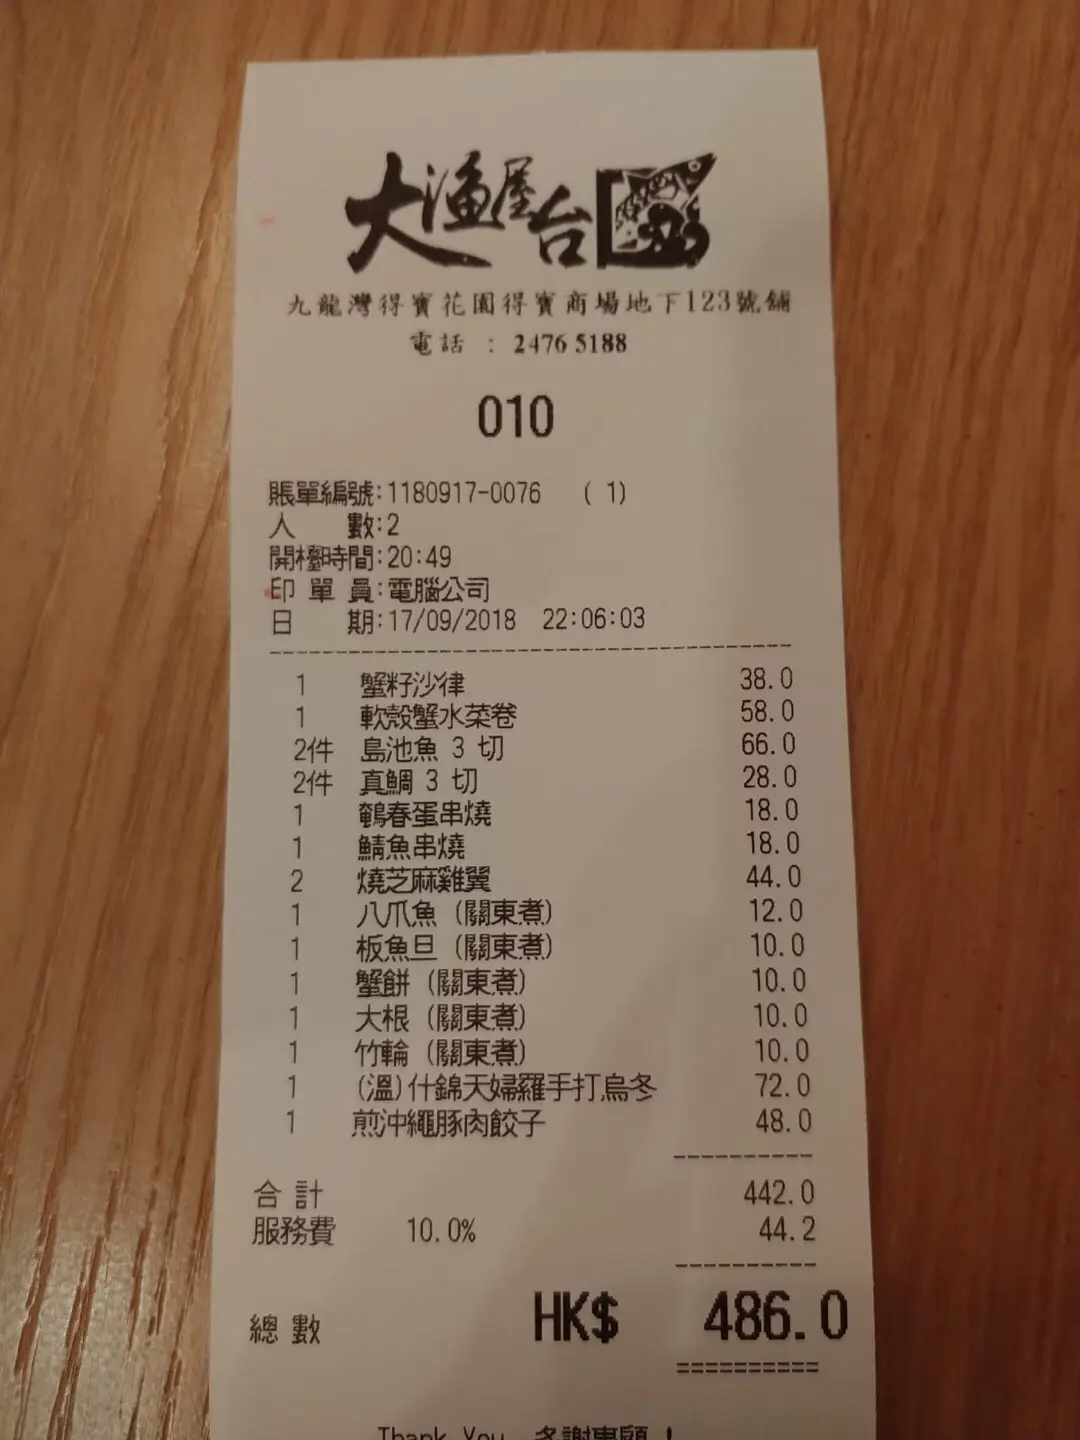 大漁屋台
九龍灣得寶花園得寶商場地下123號舖
電話 : 2476 5188
010
賬單編號:1180917-0076 ( 1)
人 數:2
開檯時間:20:49
印 單 員:電腦公司
日 期:17/09/2018 22:06:03
1 蟹籽沙律 38.0
1 軟殼蟹水菜卷 58.0
2件 島池魚 3 切 66.0
2件 真鯛 3 切 28.0
1 鵪春蛋串燒 18.0
1 鯖魚串燒 18.0
2 燒芝麻雞翼 44.0
1 八爪魚 (關東煮) 12.0
1 板魚旦 (關東煮) 10.0
1 蟹餅 (關東煮) 10.0
1 大根 (關東煮) 10.0
1 竹輪 (關東煮) 10.0
1 (溫)什錦天婦羅手打烏冬 72.0
1 煎沖繩豚肉餃子 48.0
合 計 442.0
服務費 10.0% 44.2
總 數 HK$ 486.0
Thank You 多謝惠顧 !